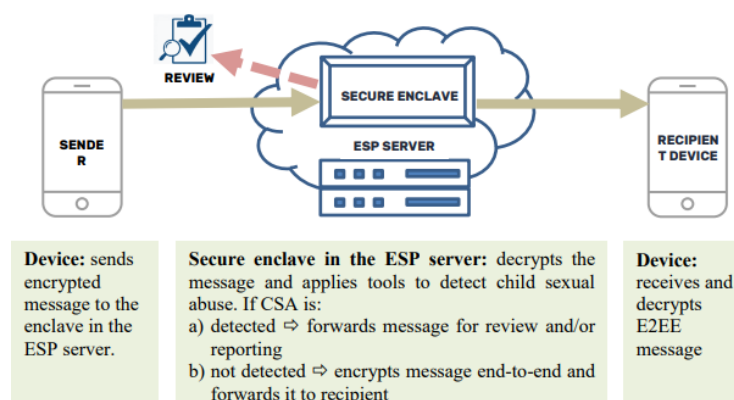 REVIEW
SECURE ENCLAVE
SENDE
R
ESP SERVER
RECIPIEN
T DEVICE
Device: sends
encrypted
message to the
enclave in the
ESP server.
Secure enclave in the ESP server: decrypts the
message and applies tools to detect child sexual
abuse. If CSA is:
a) detected ⇨ forwards message for review and/or
reporting
b) not detected ⇨ encrypts message end-to-end and
forwards it to recipient
Device:
receives and
decrypts
E2EE
message